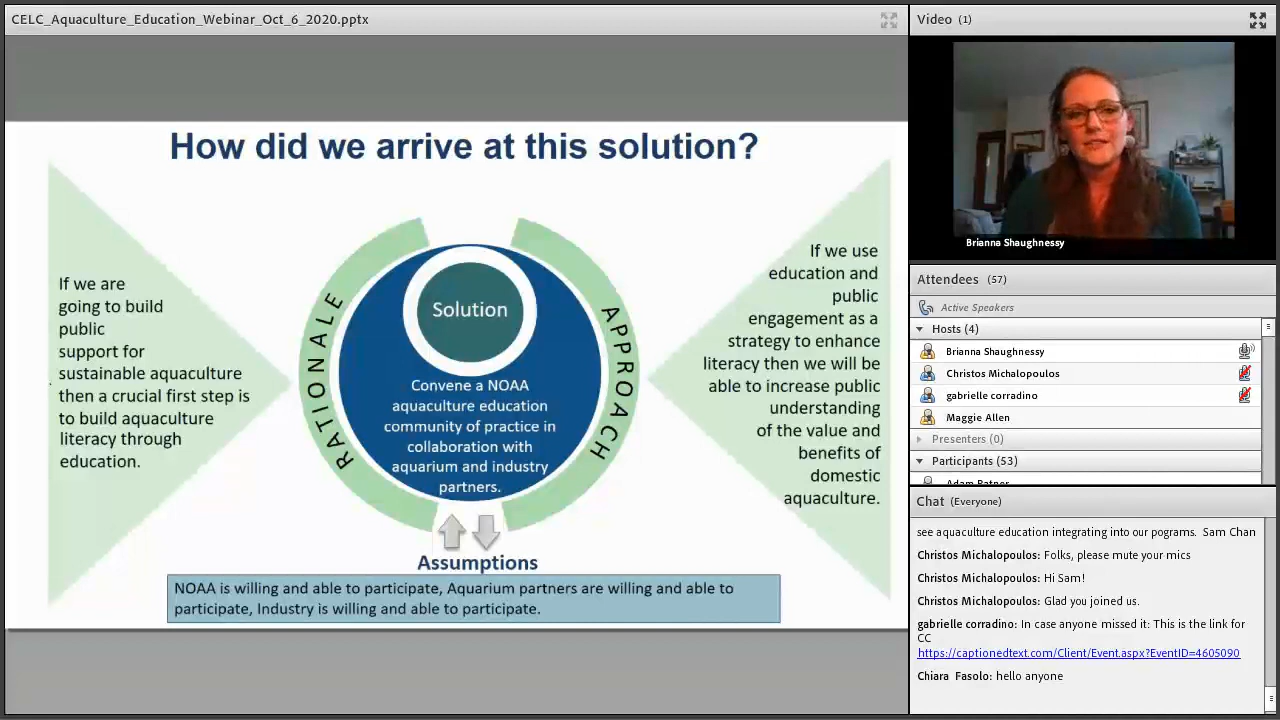 CELC_Aquaculture_Education_Webinar_Oct_6_2020.pptx
How did we arrive at this solution?
If we are
going to build
public
support for
sustainable aquaculture
then a crucial first step is
to build aquaculture
literacy through
education.
RATIONALE
Solution
Convene a NOAA
aquaculture education
community of practice in
collaboration with
aquarium and industry
partners.
APPROACH
If we use
education and
public
engagement as a
strategy to enhance
literacy then we will be
able to increase public
understanding
of the value and
benefits of
domestic
aquaculture.
Assumptions
NOAA is willing and able to participate, Aquarium partners are willing and able to
participate, Industry is willing and able to participate.
Video (1)
Brianna Shaughnessy
Attendees (57)
Active Speakers
Hosts (4)
Brianna Shaughnessy
Christos Michalopoulos
gabrielle corradino
Maggie Allen
Presenters (0)
Participants (53)
Chat (Everyone)
see aquaculture education integrating into our pograms. Sam Chan
Christos Michalopoulos: Folks, please mute your mics
Christos Michalopoulos: Hi Sam!
Christos Michalopoulos: Glad you joined us.
gabrielle corradino: In case anyone missed it: This is the link for
CC
https://captionedtext.com/Client/Event.aspx?EventID=4605090
Chiara Fasolo: hello anyone